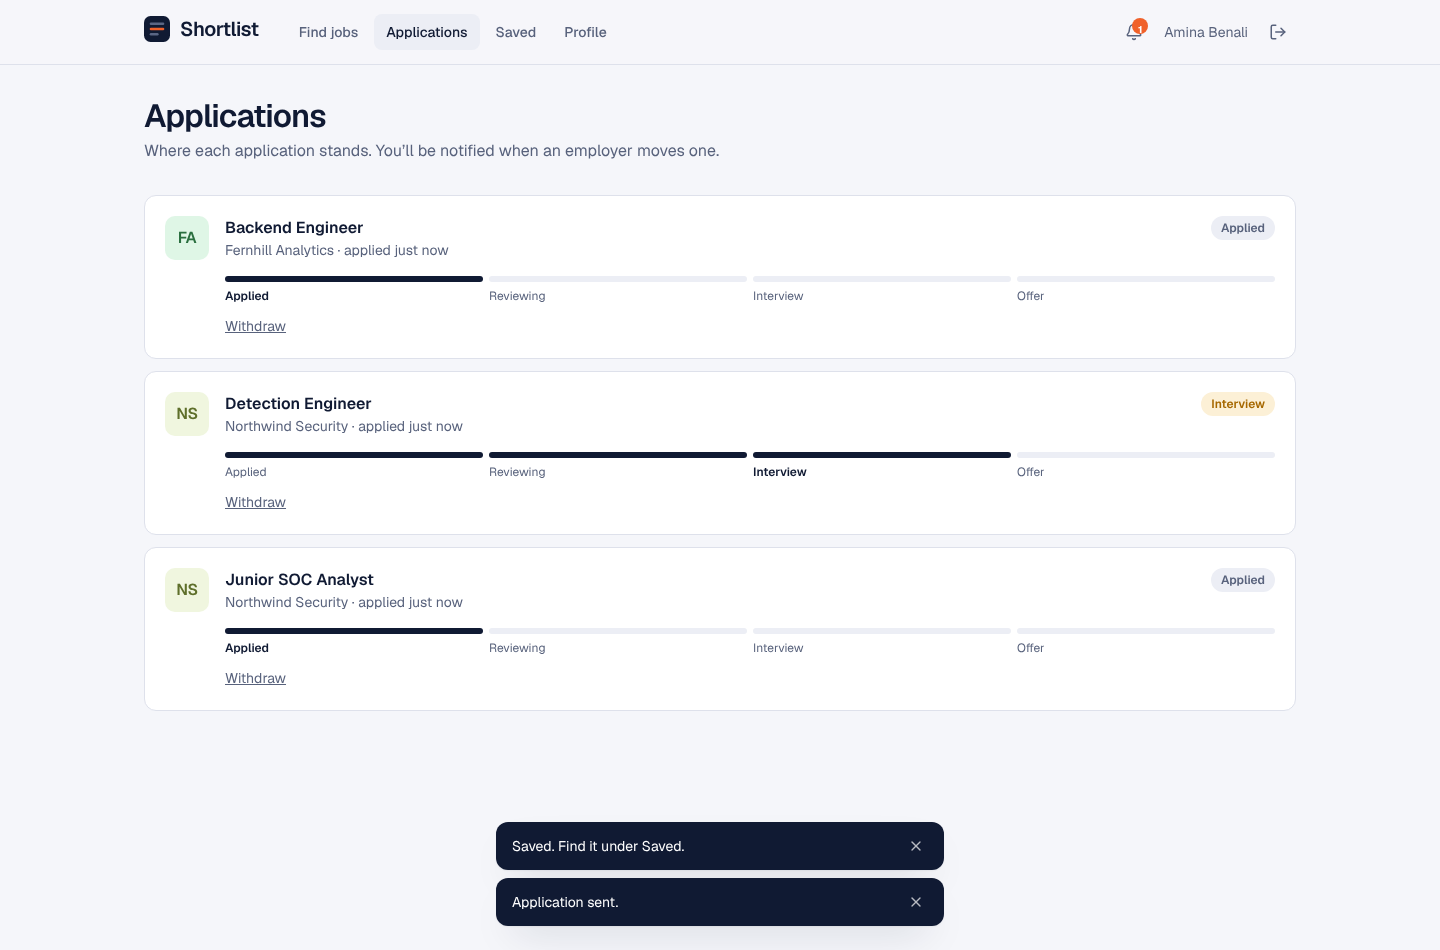 Shortlist
Find jobs
Applications
Saved
Profile
1
Amina Benali
Applications
Where each application stands. You’ll be notified when an employer moves one.
FA
Backend Engineer
Applied
Fernhill Analytics · applied just now
Applied
Reviewing
Interview
Offer
Withdraw
NS
Detection Engineer
Interview
Northwind Security · applied just now
Applied
Reviewing
Interview
Offer
Withdraw
NS
Junior SOC Analyst
Applied
Northwind Security · applied just now
Applied
Reviewing
Interview
Offer
Withdraw
Saved. Find it under Saved.
Application sent.